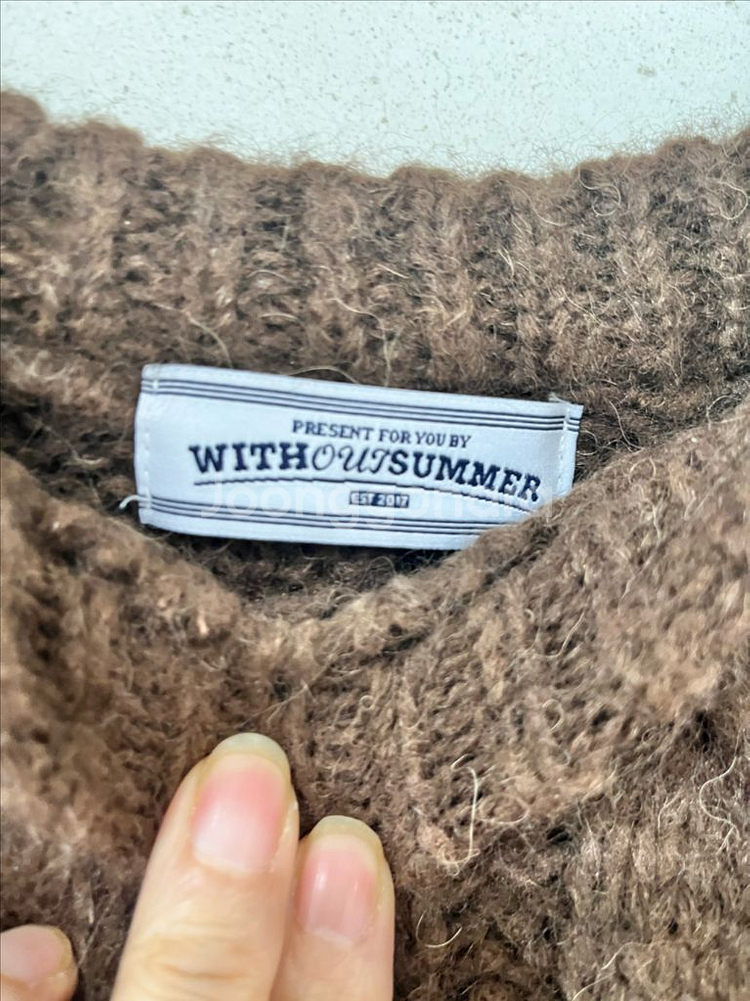 PRESENT FOR YOU BY
WITHOUTSUMMER
EST 2017